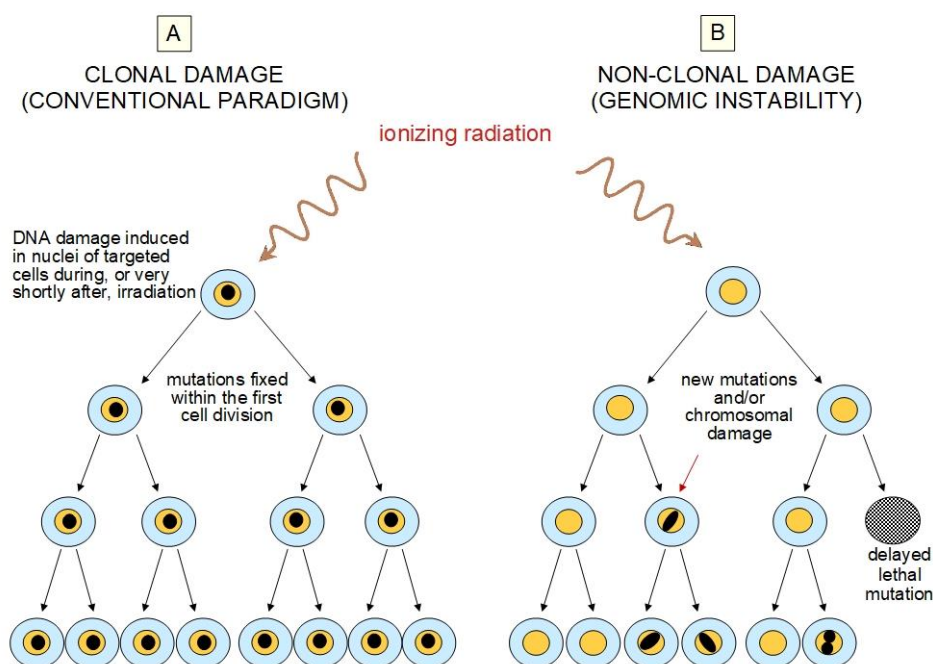 A
CLONAL DAMAGE
(CONVENTIONAL PARADIGM)
B
NON-CLONAL DAMAGE
(GENOMIC INSTABILITY)
ionizing radiation
DNA damage induced
in nuclei of targeted
cells during, or very
shortly after, irradiation
mutations fixed
within the first
cell division
new mutations
and/or
chromosomal
damage
delayed
lethal
mutation